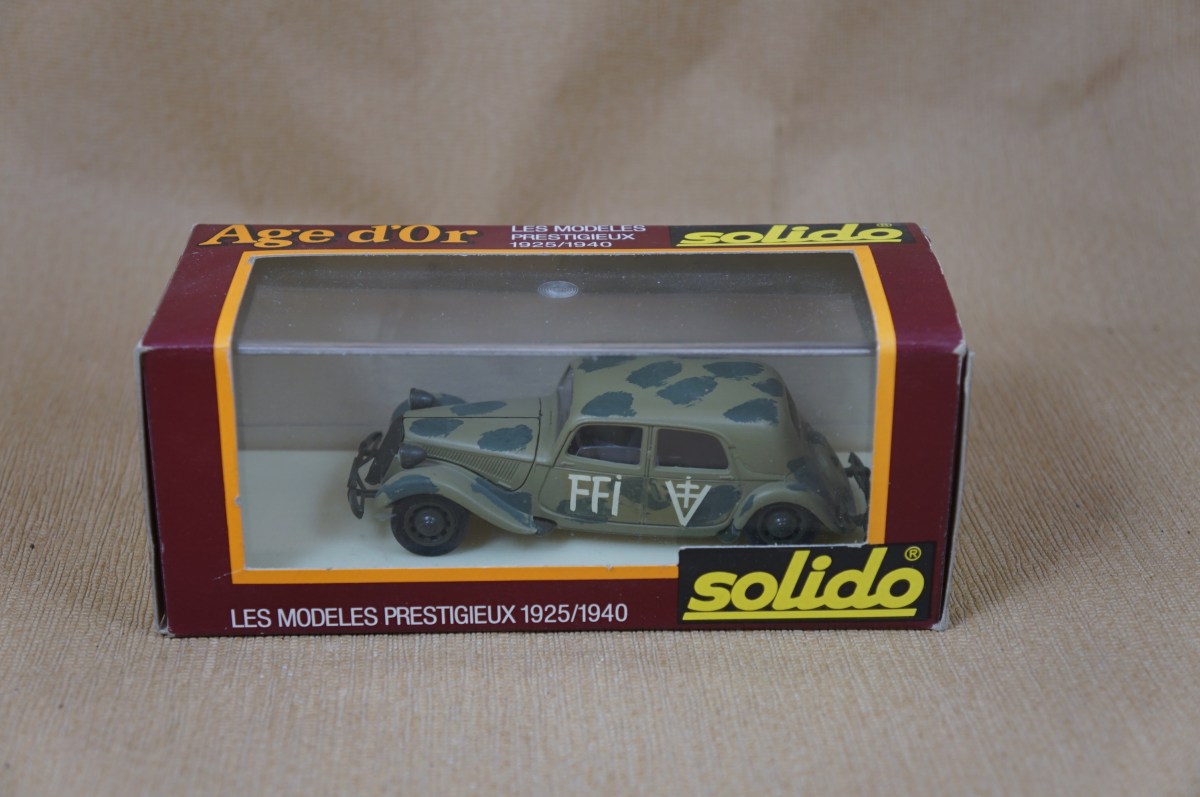 Age d'Or
LES MODELES
PRESTIGIEUX
1925/1940
solido
FFi
V
LES MODELES PRESTIGIEUX 1925/1940
solido®